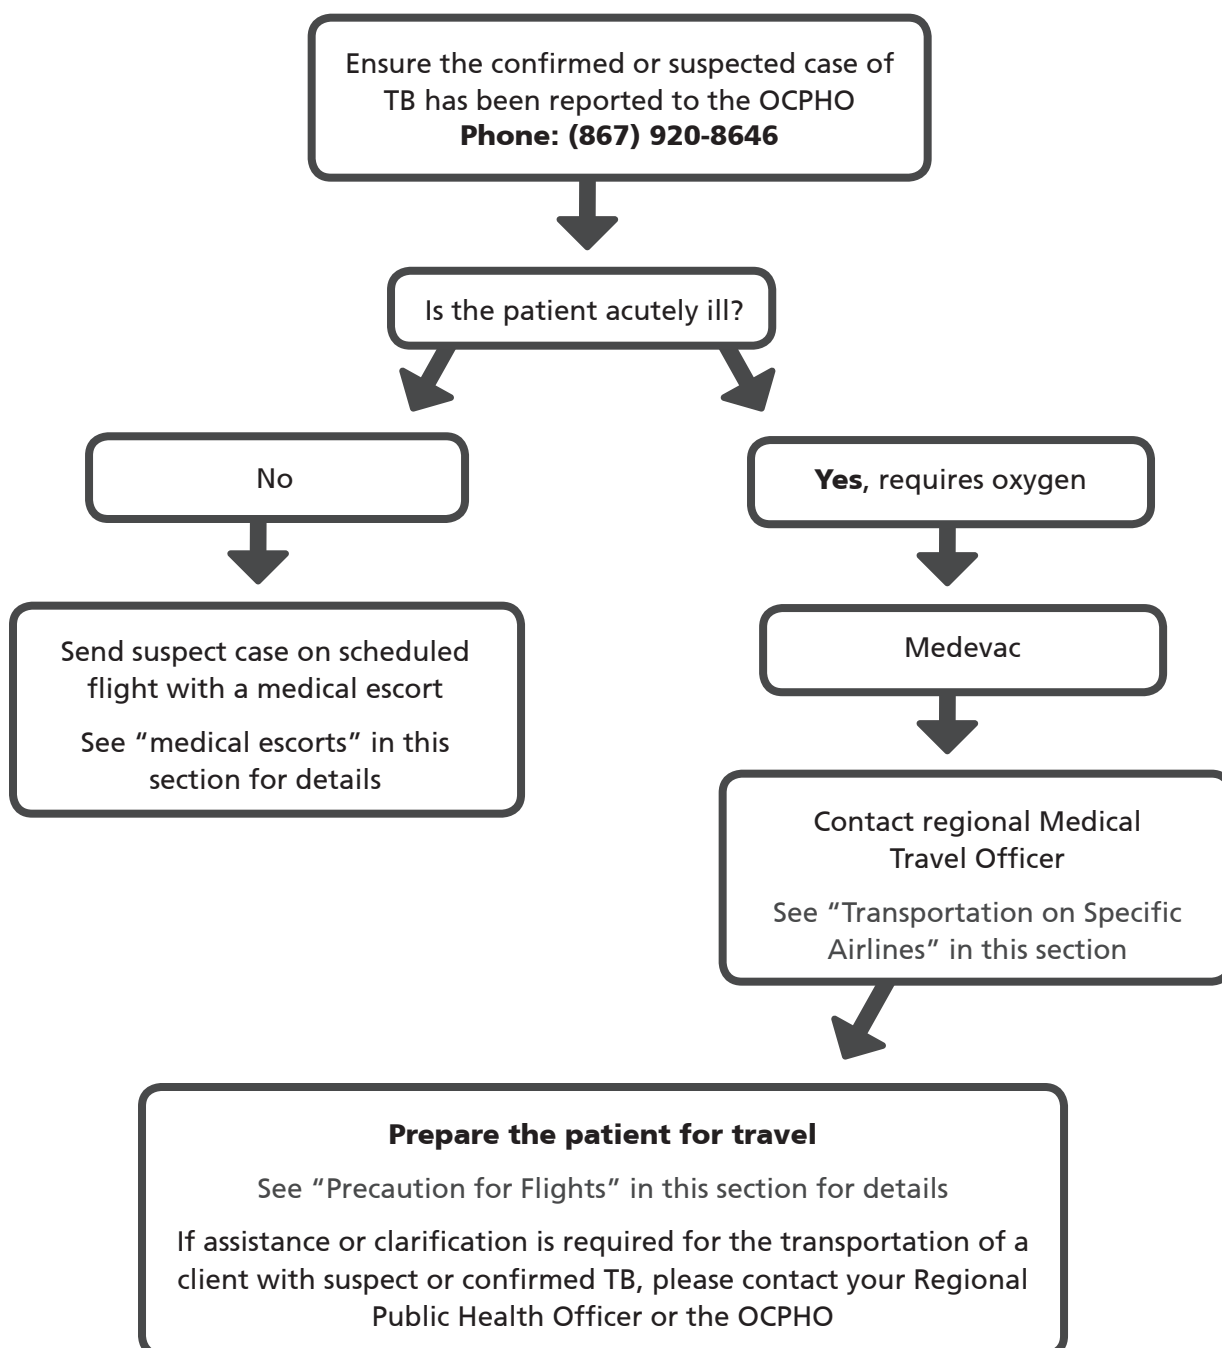 Ensure the confirmed or suspected case of
TB has been reported to the OCPHO
Phone: (867) 920-8646
Is the patient acutely ill?
No
Yes, requires oxygen
Send suspect case on scheduled
flight with a medical escort
See “medical escorts” in this
section for details
Medevac
Contact regional Medical
Travel Officer
See “Transportation on Specific
Airlines” in this section
Prepare the patient for travel
See “Precaution for Flights” in this section for details
If assistance or clarification is required for the transportation of a
client with suspect or confirmed TB, please contact your Regional
Public Health Officer or the OCPHO